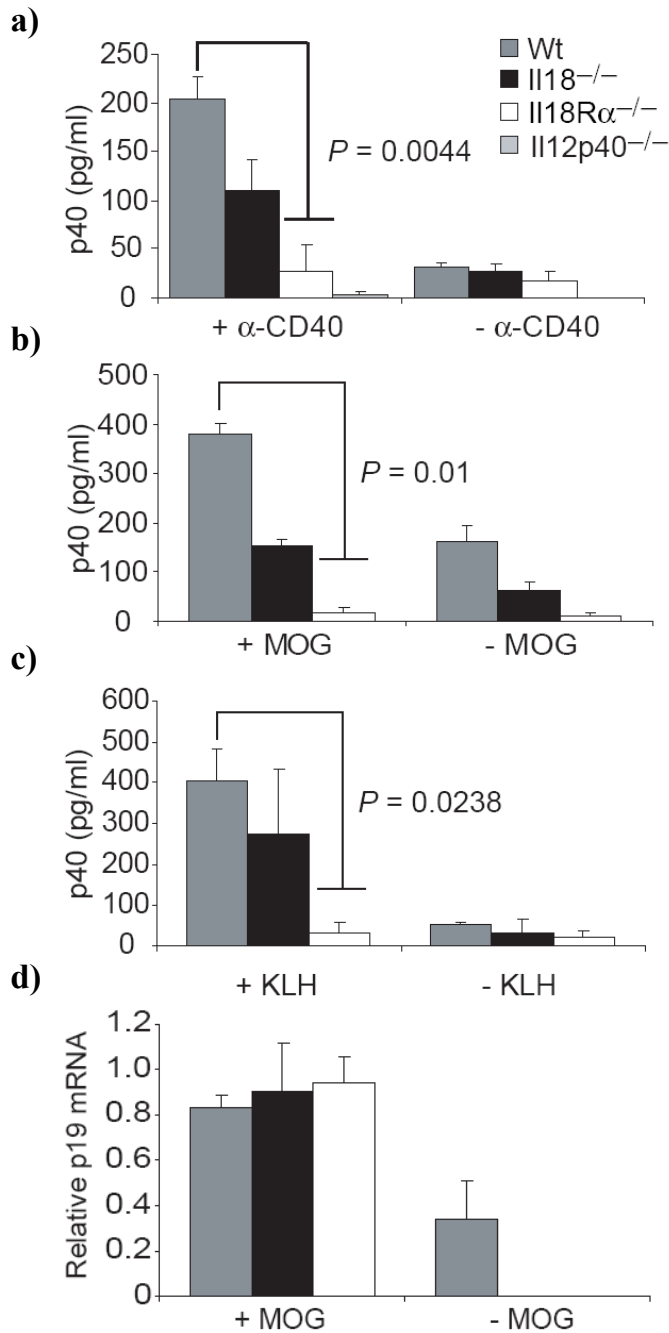 a)
250
200
150
100
50
0
p40 (pg/ml)
Wt
Il18–/–
Il18Rα–/–
Il12p40–/–
P = 0.0044
+ α-CD40
- α-CD40
b)
500
400
300
200
100
0
p40 (pg/ml)
P = 0.01
+ MOG
- MOG
c)
600
500
400
300
200
100
0
p40 (pg/ml)
P = 0.0238
+ KLH
- KLH
d)
1.2
1.0
0.8
0.6
0.4
0.2
0
Relative p19 mRNA
+ MOG
- MOG